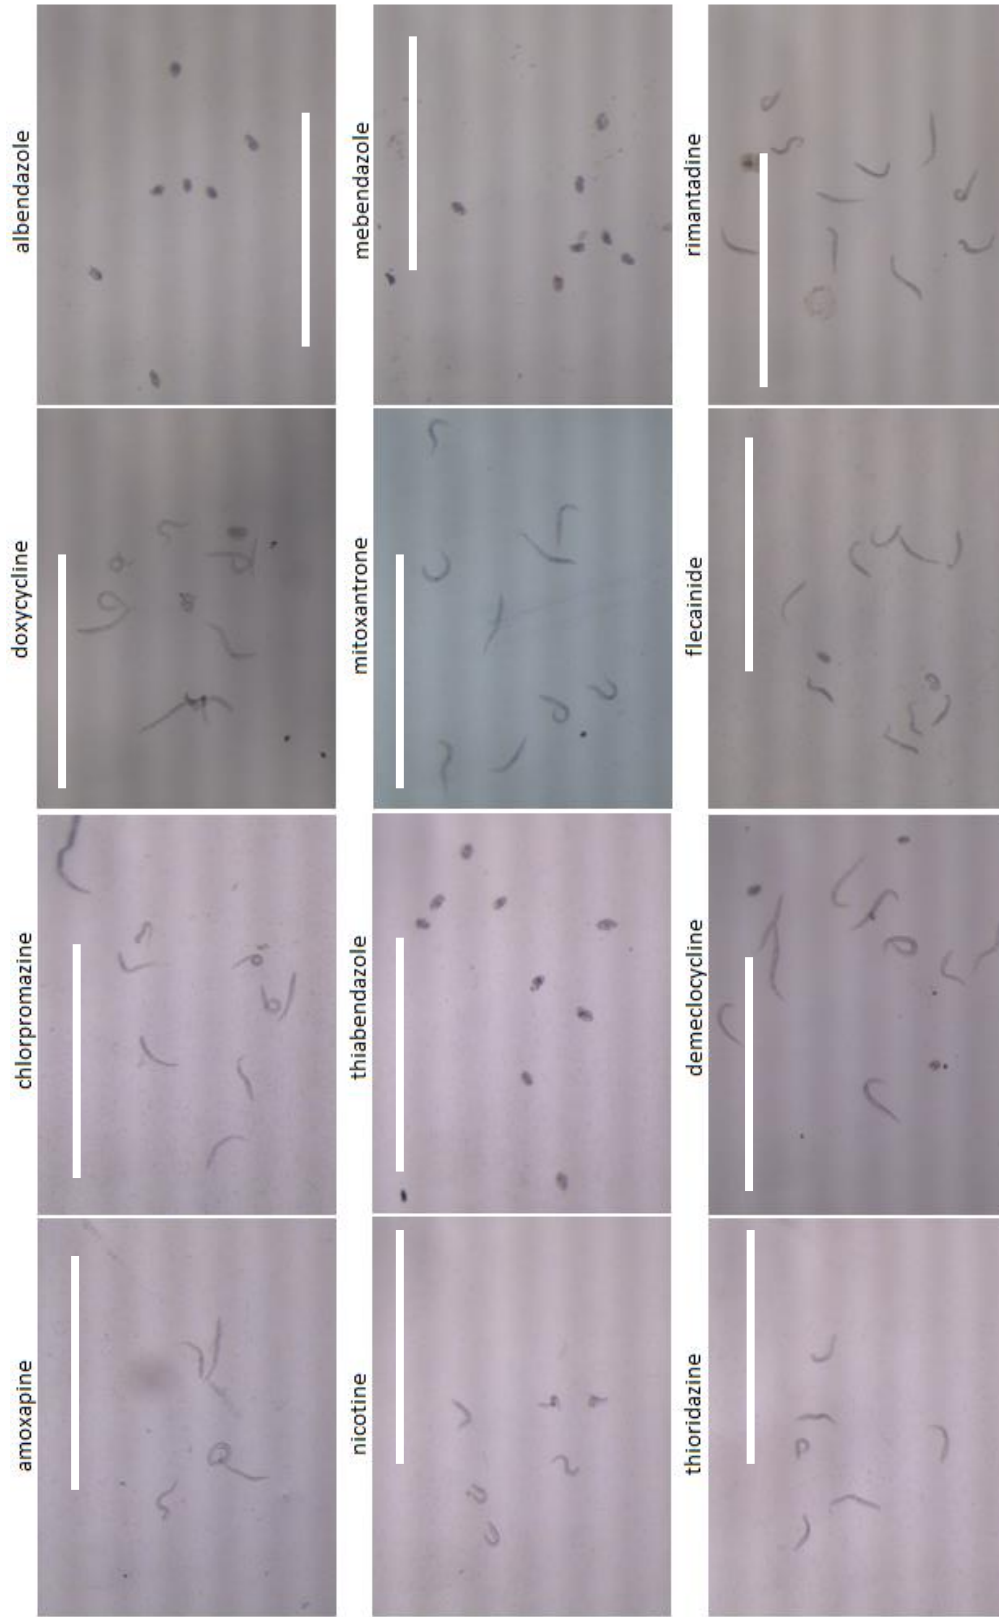 amoxapine
chlorpromazine
doxycycline
albendazole
nicotine
thiabendazole
mitoxantrone
mebendazole
thioridazine
demeclocycline
flecainide
rimantadine